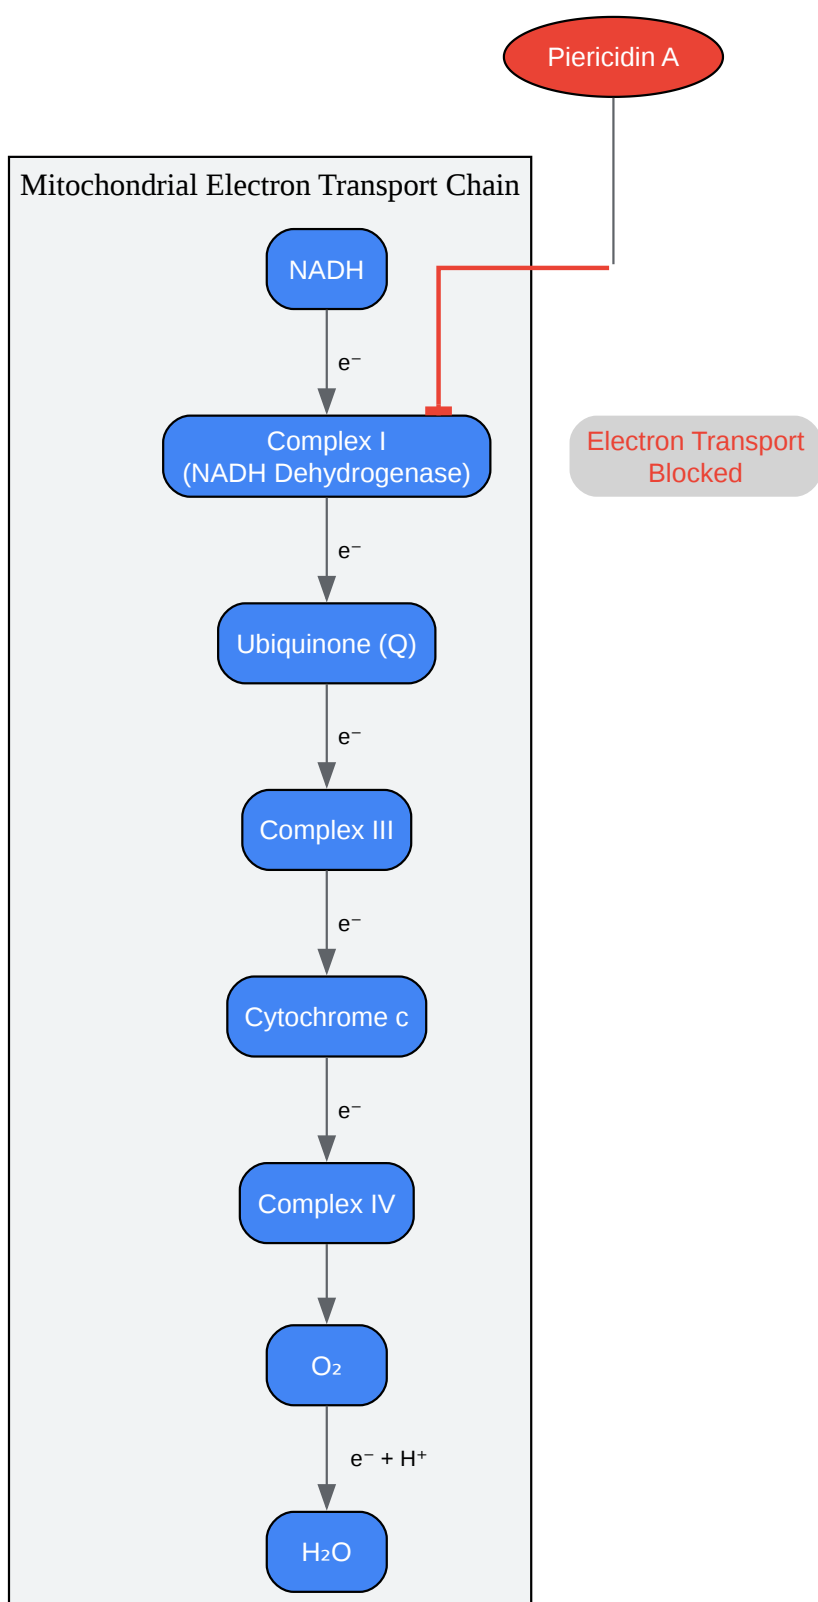 Piericidin A
Mitochondrial Electron Transport Chain
NADH
e⁻
Complex I
(NADH Dehydrogenase)
Electron Transport
Blocked
e⁻
Ubiquinone (Q)
e⁻
Complex III
e⁻
Cytochrome c
e⁻
Complex IV
O₂
e⁻ + H⁺
H₂O